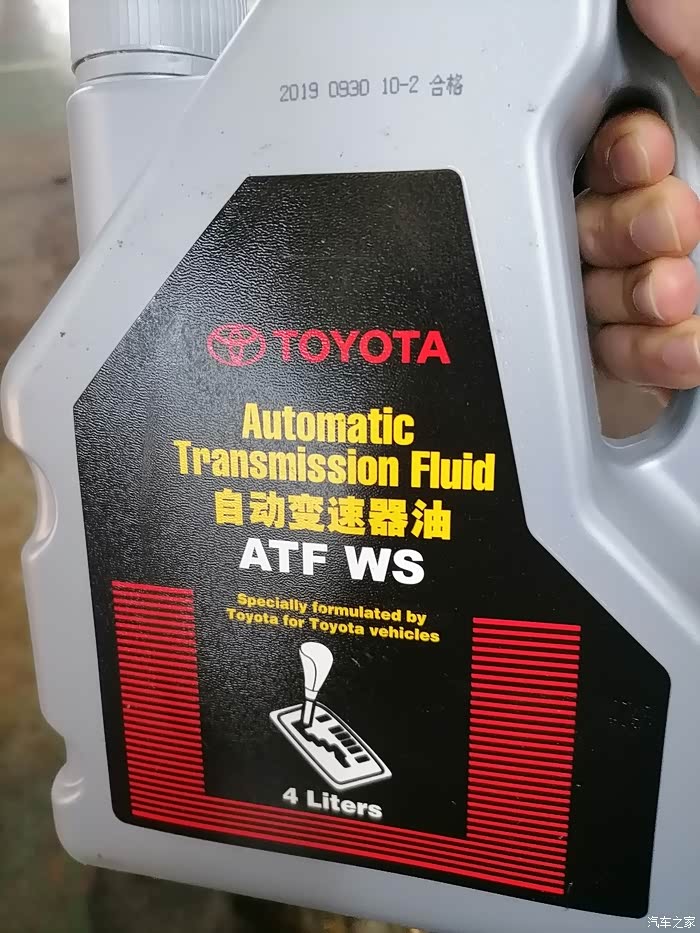 2019 0930 10-2 合格
TOYOTA
Automatic
Transmission Fluid
自动变速器油
ATF WS
Specially formulated by
Toyota for Toyota vehicles
4 Liters
汽车之家